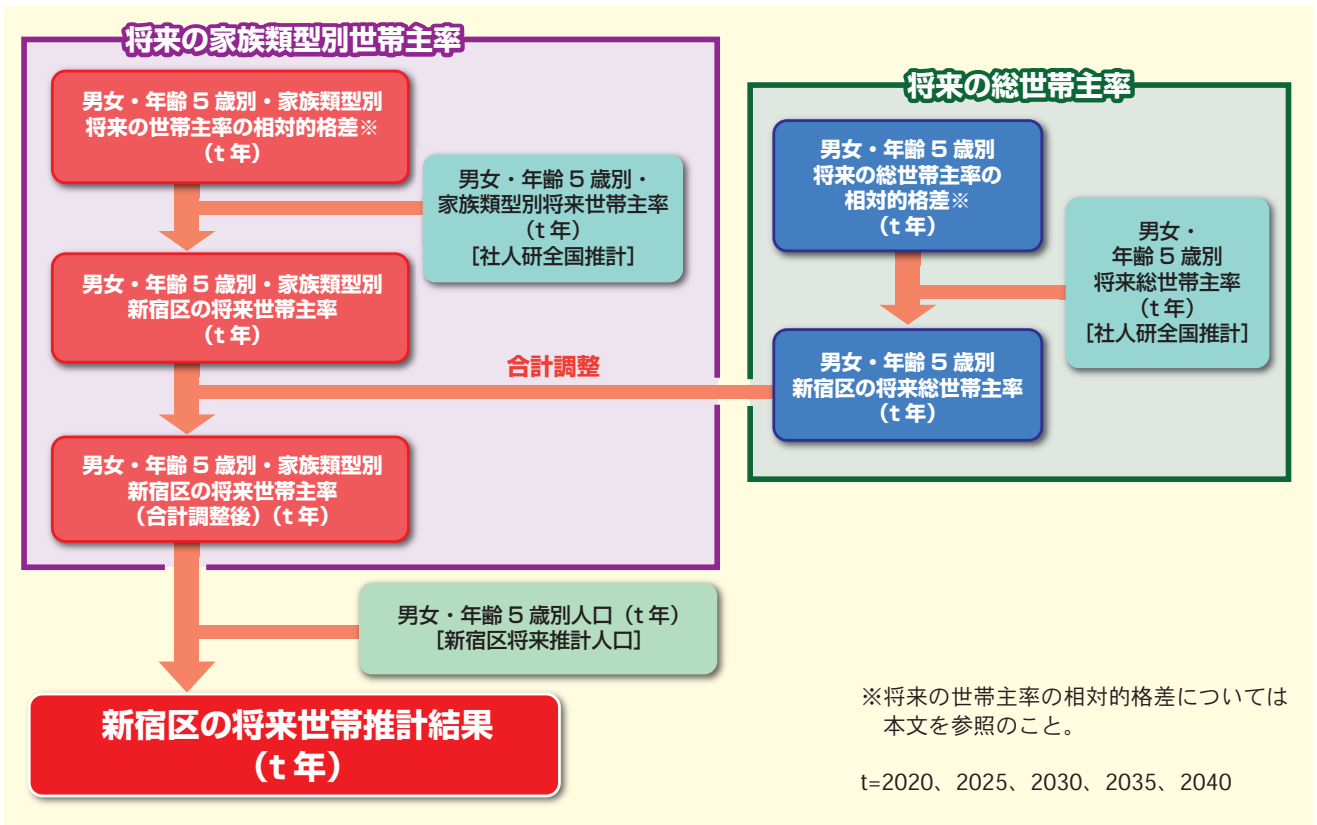 将来の家族類型別世帯主率
男女・年齢5歳別・家族類型別
将来の世帯主率の相対的格差※
（t年）
男女・年齢5歳別・
家族類型別将来世帯主率
（t年）
［社人研全国推計］
男女・年齢5歳別・家族類型別
新宿区の将来世帯主率
（t年）
合計調整
男女・年齢5歳別・家族類型別
新宿区の将来世帯主率
（合計調整後）（t年）
将来の総世帯主率
男女・年齢5歳別
将来の総世帯主率の
相対的格差※
（t年）
男女・
年齢5歳別
将来総世帯主率
（t年）
［社人研全国推計］
男女・年齢5歳別
新宿区の将来総世帯主率
（t年）
男女・年齢5歳別人口（t年）
［新宿区将来推計人口］
新宿区の将来世帯推計結果
（t年）
※将来の世帯主率の相対的格差については
本文を参照のこと。
t=2020、2025、2030、2035、2040